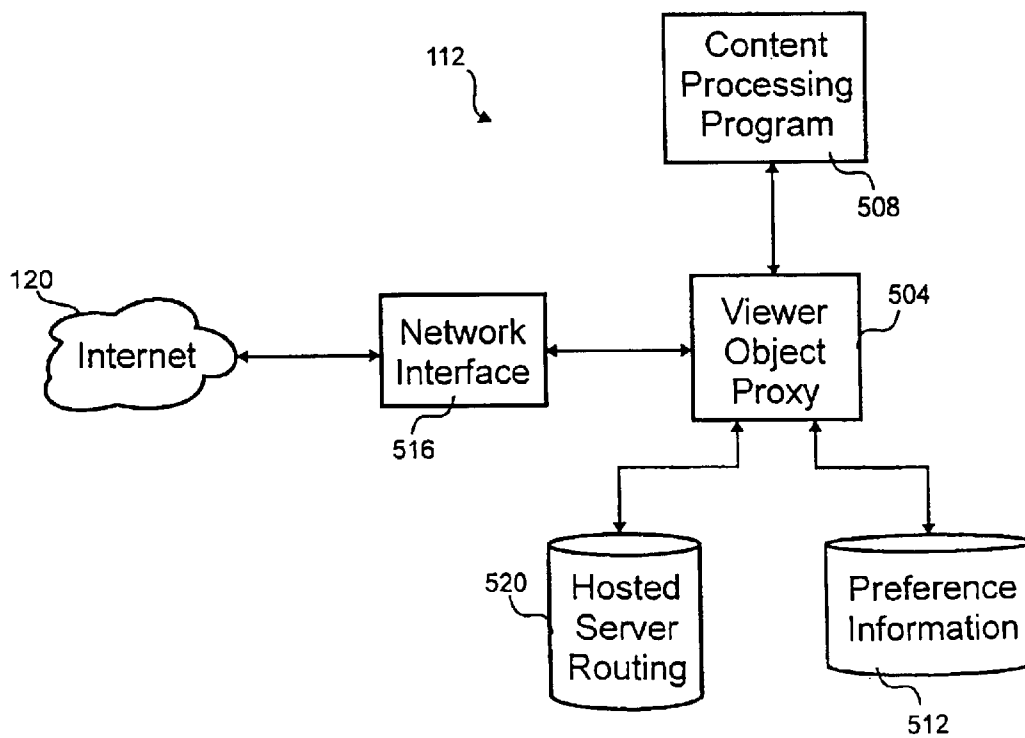 Content
Processing
Program
112
508
120
Internet
Network
Interface
516
Viewer
Object
Proxy
504
520
Hosted
Server
Routing
Preference
Information
512